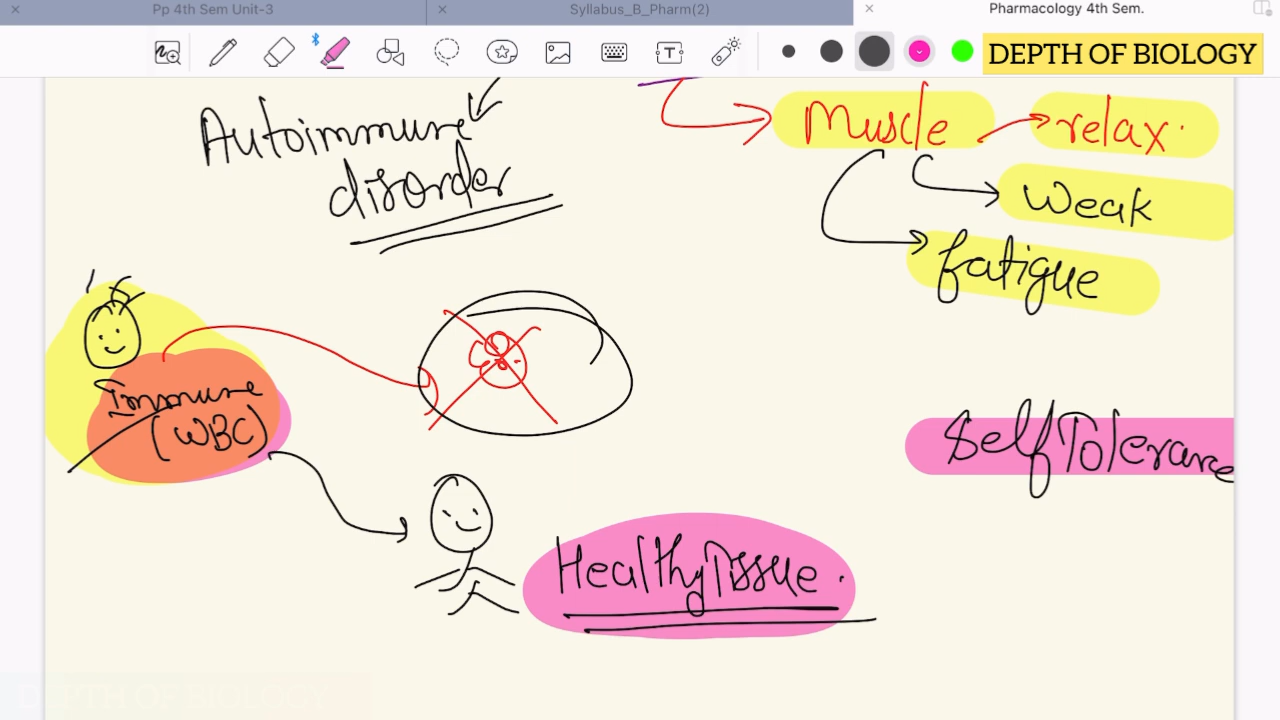 Pp 4th Sem Unit-3
Syllabus_B_Pharm(2)
Pharmacology 4th Sem.
DEPTH OF BIOLOGY
Autoimmune
disorder
Muscle
relax.
Weak
fatigue
Immune
(WBC)
Self Tolerance
Healthy Tissue.
DEPTH OF BIOLOGY